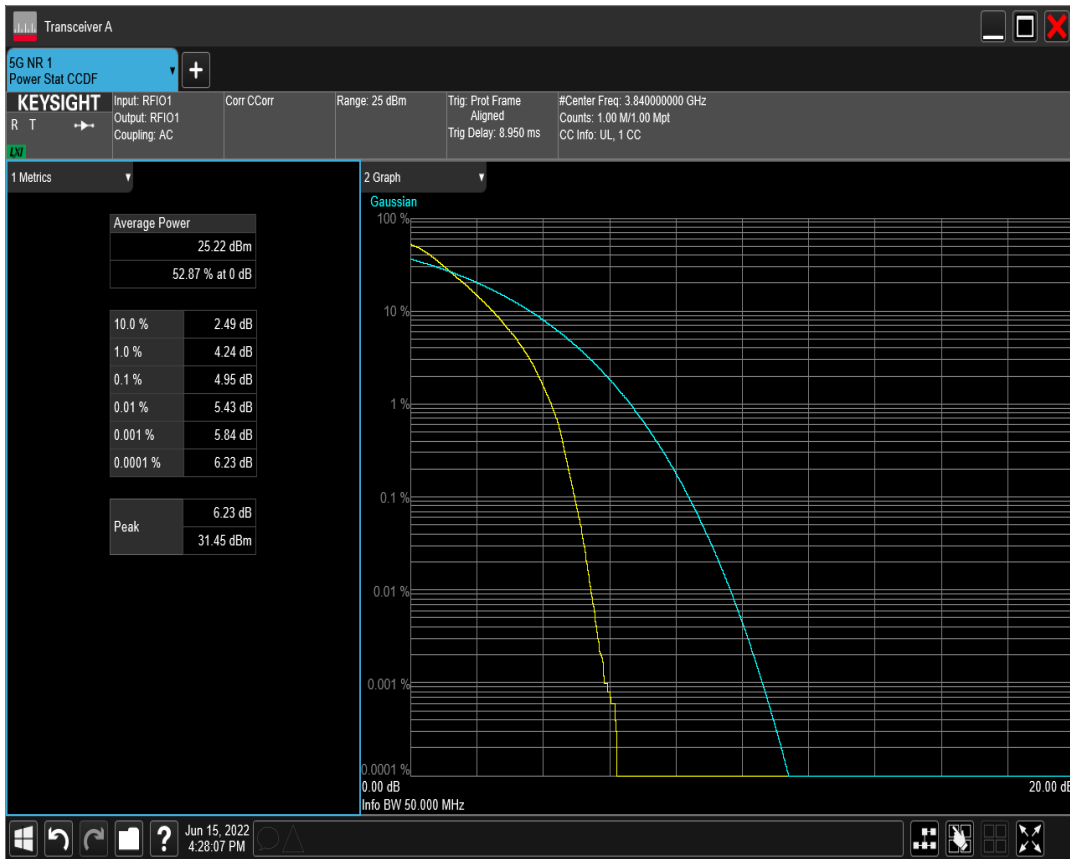 Transceiver A
5G NR 1
Power Stat CCDF
+
KEYSIGHT
R T
LXI
Input: RFIO1
Output: RFIO1
Coupling: AC
Corr CCorr
Range: 25 dBm
Trig: Prot Frame
Aligned
Trig Delay: 8.950 ms
#Center Freq: 3.840000000 GHz
Counts: 1.00 M/1.00 Mpt
CC Info: UL, 1 CC
1 Metrics
Average Power
25.22 dBm
52.87 % at 0 dB
10.0 % 2.49 dB
1.0 % 4.24 dB
0.1 % 4.95 dB
0.01 % 5.43 dB
0.001 % 5.84 dB
0.0001 % 6.23 dB
Peak 6.23 dB
31.45 dBm
2 Graph
Gaussian
100 %
10 %
1 %
0.1 %
0.01 %
0.001 %
0.0001 %
0.00 dB 20.00 dB
Info BW 50.000 MHz
?
Jun 15, 2022
4:28:07 PM